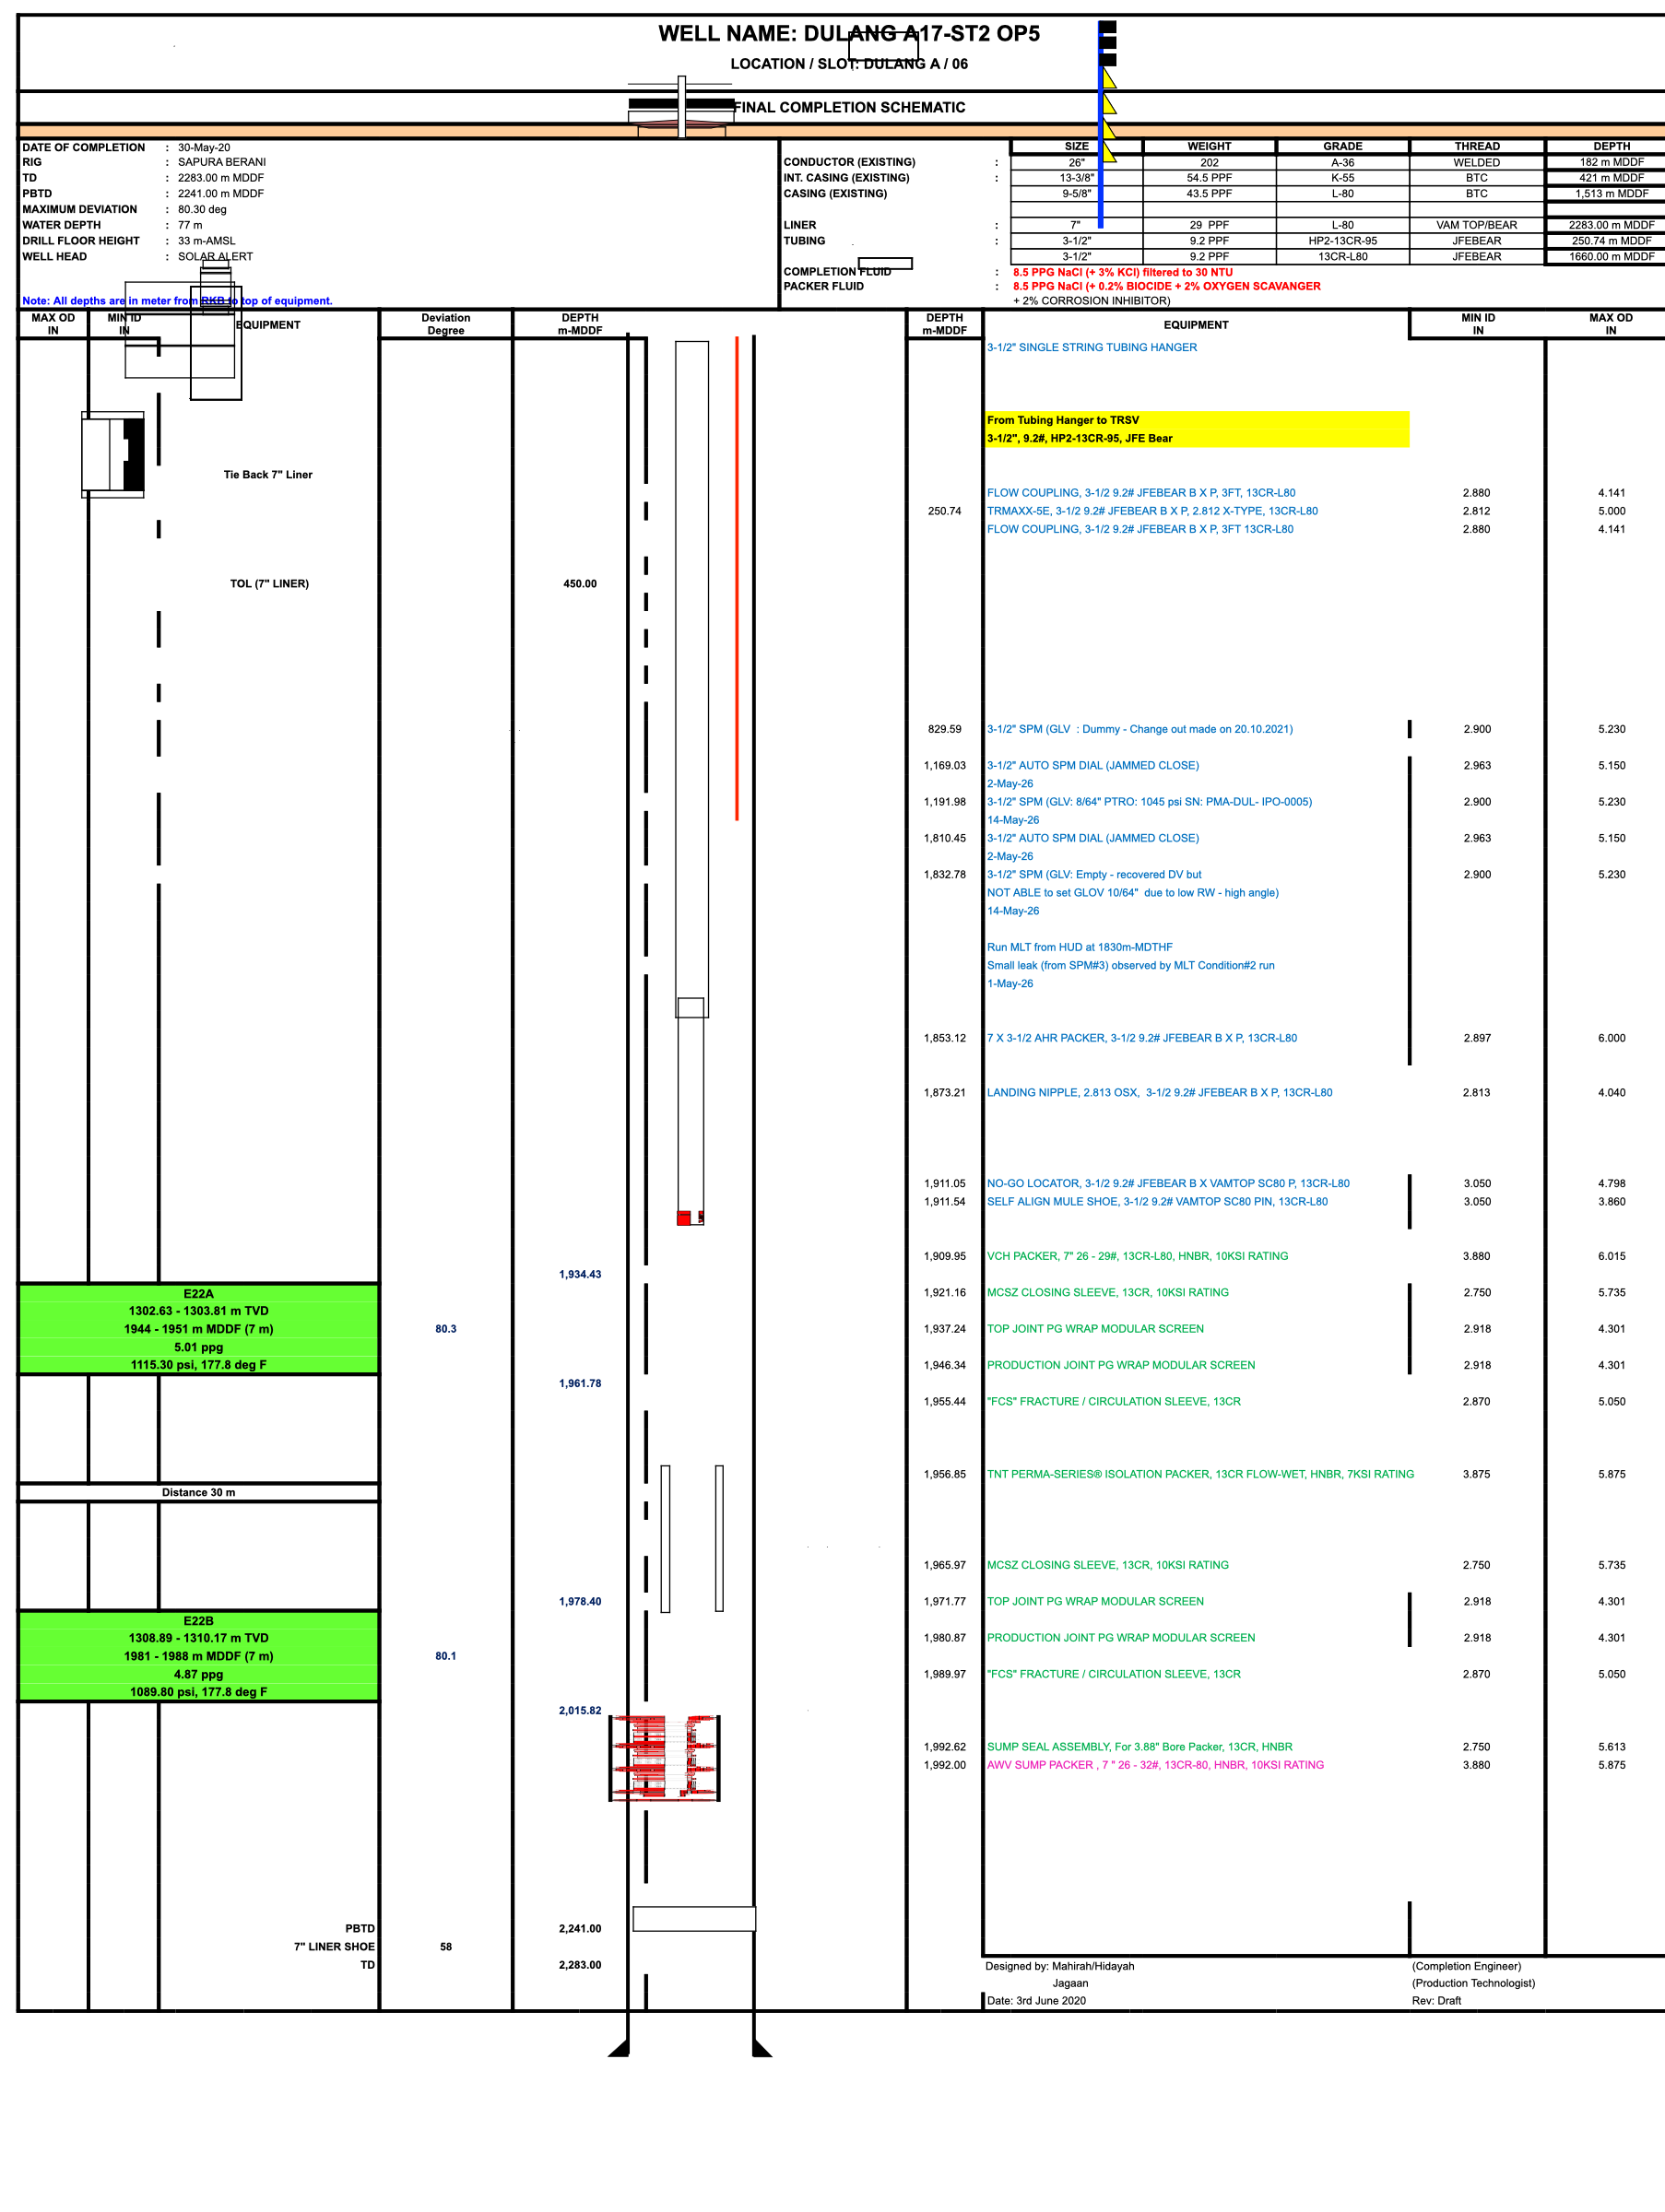 WELL NAME: DULANG A17-ST2 OP5
LOCATION / SLOT: DULANG A / 06
FINAL COMPLETION SCHEMATIC
DATE OF COMPLETION : 30-May-20
RIG : SAPURA BERANI
TD : 2283.00 m MDDF
PBTD : 2241.00 m MDDF
MAXIMUM DEVIATION : 80.30 deg
WATER DEPTH : 77 m
DRILL FLOOR HEIGHT : 33 m-AMSL
WELL HEAD : SOLAR ALERT
Note: All depths are in meter from RKB to top of equipment.
SIZE WEIGHT GRADE THREAD DEPTH
CONDUCTOR (EXISTING) : 26" 202 A-36 WELDED 182 m MDDF
INT. CASING (EXISTING) : 13-3/8" 54.5 PPF K-55 BTC 421 m MDDF
CASING (EXISTING) 9-5/8" 43.5 PPF L-80 BTC 1,513 m MDDF
LINER : 7" 29 PPF L-80 VAM TOP/BEAR 2283.00 m MDDF
TUBING : 3-1/2" 9.2 PPF HP2-13CR-95 JFEBEAR 250.74 m MDDF
3-1/2" 9.2 PPF 13CR-L80 JFEBEAR 1660.00 m MDDF
COMPLETION FLUID : 8.5 PPG NaCl (+ 3% KCl) filtered to 30 NTU
PACKER FLUID : 8.5 PPG NaCl (+ 0.2% BIOCIDE + 2% OXYGEN SCAVANGER
+ 2% CORROSION INHIBITOR)
MAX OD IN MIN ID IN EQUIPMENT Deviation Degree DEPTH m-MDDF DEPTH m-MDDF EQUIPMENT MIN ID IN MAX OD IN
3-1/2" SINGLE STRING TUBING HANGER
From Tubing Hanger to TRSV
3-1/2", 9.2#, HP2-13CR-95, JFE Bear
Tie Back 7" Liner
FLOW COUPLING, 3-1/2 9.2# JFEBEAR B X P, 3FT, 13CR-L80 2.880 4.141
250.74 TRMAXX-5E, 3-1/2 9.2# JFEBEAR B X P, 2.812 X-TYPE, 13CR-L80 2.812 5.000
FLOW COUPLING, 3-1/2 9.2# JFEBEAR B X P, 3FT 13CR-L80 2.880 4.141
TOL (7" LINER) 450.00
829.59 3-1/2" SPM (GLV : Dummy - Change out made on 20.10.2021) 2.900 5.230
1,169.03 3-1/2" AUTO SPM DIAL (JAMMED CLOSE) 2.963 5.150
2-May-26
1,191.98 3-1/2" SPM (GLV: 8/64" PTRO: 1045 psi SN: PMA-DUL- IPO-0005) 2.900 5.230
14-May-26
1,810.45 3-1/2" AUTO SPM DIAL (JAMMED CLOSE) 2.963 5.150
2-May-26
1,832.78 3-1/2" SPM (GLV: Empty - recovered DV but 2.900 5.230
NOT ABLE to set GLOV 10/64" due to low RW - high angle)
14-May-26
Run MLT from HUD at 1830m-MDTHF
Small leak (from SPM#3) observed by MLT Condition#2 run
1-May-26
1,853.12 7 X 3-1/2 AHR PACKER, 3-1/2 9.2# JFEBEAR B X P, 13CR-L80 2.897 6.000
1,873.21 LANDING NIPPLE, 2.813 OSX, 3-1/2 9.2# JFEBEAR B X P, 13CR-L80 2.813 4.040
1,911.05 NO-GO LOCATOR, 3-1/2 9.2# JFEBEAR B X VAMTOP SC80 P, 13CR-L80 3.050 4.798
1,911.54 SELF ALIGN MULE SHOE, 3-1/2 9.2# VAMTOP SC80 PIN, 13CR-L80 3.050 3.860
1,909.95 VCH PACKER, 7" 26 - 29#, 13CR-L80, HNBR, 10KSI RATING 3.880 6.015
1,934.43
E22A 1,921.16 MCSZ CLOSING SLEEVE, 13CR, 10KSI RATING 2.750 5.735
1302.63 - 1303.81 m TVD
1944 - 1951 m MDDF (7 m) 80.3 1,937.24 TOP JOINT PG WRAP MODULAR SCREEN 2.918 4.301
5.01 ppg
1115.30 psi, 177.8 deg F 1,946.34 PRODUCTION JOINT PG WRAP MODULAR SCREEN 2.918 4.301
1,961.78
1,955.44 "FCS" FRACTURE / CIRCULATION SLEEVE, 13CR 2.870 5.050
1,956.85 TNT PERMA-SERIES® ISOLATION PACKER, 13CR FLOW-WET, HNBR, 7KSI RATING 3.875 5.875
Distance 30 m
1,965.97 MCSZ CLOSING SLEEVE, 13CR, 10KSI RATING 2.750 5.735
1,978.40 1,971.77 TOP JOINT PG WRAP MODULAR SCREEN 2.918 4.301
E22B
1308.89 - 1310.17 m TVD 1,980.87 PRODUCTION JOINT PG WRAP MODULAR SCREEN 2.918 4.301
1981 - 1988 m MDDF (7 m) 80.1
4.87 ppg 1,989.97 "FCS" FRACTURE / CIRCULATION SLEEVE, 13CR 2.870 5.050
1089.80 psi, 177.8 deg F
2,015.82
1,992.62 SUMP SEAL ASSEMBLY, For 3.88" Bore Packer, 13CR, HNBR 2.750 5.613
1,992.00 AWV SUMP PACKER , 7 " 26 - 32#, 13CR-80, HNBR, 10KSI RATING 3.880 5.875
PBTD 2,241.00
7" LINER SHOE 58
TD 2,283.00
Designed by: Mahirah/Hidayah (Completion Engineer)
Jagaan (Production Technologist)
Date: 3rd June 2020 Rev: Draft